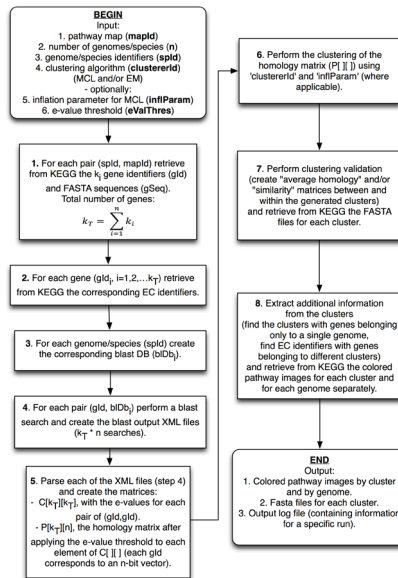 BEGIN
Input:
1. pathway map (mapId)
2. number of genomes/species (n)
3. genome/species identifiers (spId)
4. clustering algorithm (clustererId)
(MCL and/or EM)
- optionally:
5. inflation parameter for MCL (inflParam)
6. e-value threshold (eValThres)
1. For each pair (spId, mapId) retrieve
from KEGG the k_i gene identifiers (gId)
and FASTA sequences (gSeq).
Total number of genes:
k_T = \sum_{i=1}^{n} k_i
2. For each gene (gId_i, i=1,2,...k_T) retrieve
from KEGG the corresponding EC identifiers.
3. For each genome/species (spId) create
the corresponding blast DB (blDb_i).
4. For each pair (gId, blDb_i) perform a blast
search and create the blast output XML files
(k_T * n searches).
5. Parse each of the XML files (step 4)
and create the matrices:
- C[k_T][k_T], with the e-values for each
pair of (gId,gId).
- P[k_T][n], the homology matrix after
applying the e-value threshold to each
element of C[ ][ ] (each gId
corresponds to an n-bit vector).
6. Perform the clustering of the
homology matrix (P[ ][ ]) using
'clustererId' and 'inflParam' (where
applicable).
7. Perform clustering validation
(create "average homology" and/or
"similarity" matrices between and
within the generated clusters)
and retrieve from KEGG the FASTA
files for each cluster.
8. Extract additional information
from the clusters
(find the clusters with genes belonging
only to a single genome,
find EC identifiers with genes
belonging to different clusters)
and retrieve from KEGG the colored
pathway images for each cluster and
for each genome separately.
END
Output:
1. Colored pathway images by cluster
and by genome.
2. Fasta files for each cluster.
3. Output log file (containing information
for a specific run).